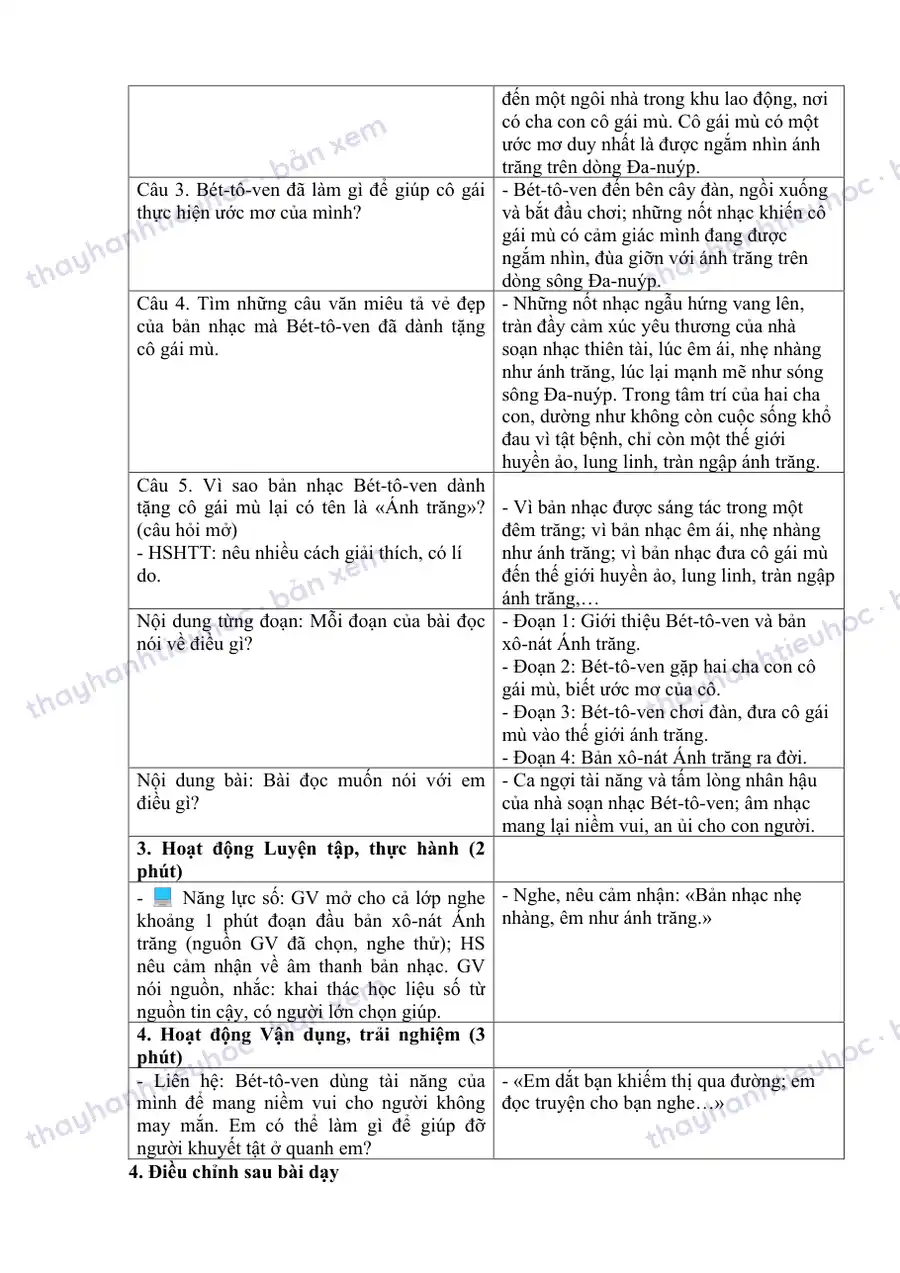 đến một ngôi nhà trong khu lao động, nơi
có cha con cô gái mù. Cô gái mù có một
ước mơ duy nhất là được ngắm nhìn ánh
trăng trên dòng Đa-nuýp.
Câu 3. Bét-tô-ven đã làm gì để giúp cô gái
thực hiện ước mơ của mình?
- Bét-tô-ven đến bên cây đàn, ngồi xuống
và bắt đầu chơi; những nốt nhạc khiến cô
gái mù có cảm giác mình đang được
ngắm nhìn, đùa giỡn với ánh trăng trên
dòng sông Đa-nuýp.
Câu 4. Tìm những câu văn miêu tả vẻ đẹp
của bản nhạc mà Bét-tô-ven đã dành tặng
cô gái mù.
- Những nốt nhạc ngẫu hứng vang lên,
tràn đầy cảm xúc yêu thương của nhà
soạn nhạc thiên tài, lúc êm ái, nhẹ nhàng
như ánh trăng, lúc lại mạnh mẽ như sóng
sông Đa-nuýp. Trong tâm trí của hai cha
con, dường như không còn cuộc sống khổ
đau vì tật bệnh, chỉ còn một thế giới
huyền ảo, lung linh, tràn ngập ánh trăng.
Câu 5. Vì sao bản nhạc Bét-tô-ven dành
tặng cô gái mù lại có tên là «Ánh trăng»?
(câu hỏi mở)
- HSHTT: nêu nhiều cách giải thích, có lí
do.
- Vì bản nhạc được sáng tác trong một
đêm trăng; vì bản nhạc êm ái, nhẹ nhàng
như ánh trăng; vì bản nhạc đưa cô gái mù
đến thế giới huyền ảo, lung linh, tràn ngập
ánh trăng,…
Nội dung từng đoạn: Mỗi đoạn của bài đọc
nói về điều gì?
- Đoạn 1: Giới thiệu Bét-tô-ven và bản
xô-nát Ánh trăng.
- Đoạn 2: Bét-tô-ven gặp hai cha con cô
gái mù, biết ước mơ của cô.
- Đoạn 3: Bét-tô-ven chơi đàn, đưa cô gái
mù vào thế giới ánh trăng.
- Đoạn 4: Bản xô-nát Ánh trăng ra đời.
Nội dung bài: Bài đọc muốn nói với em
điều gì?
- Ca ngợi tài năng và tấm lòng nhân hậu
của nhà soạn nhạc Bét-tô-ven; âm nhạc
mang lại niềm vui, an ủi cho con người.
3. Hoạt động Luyện tập, thực hành (2
phút)
- Năng lực số: GV mở cho cả lớp nghe
khoảng 1 phút đoạn đầu bản xô-nát Ánh
trăng (nguồn GV đã chọn, nghe thử); HS
nêu cảm nhận về âm thanh bản nhạc. GV
nói nguồn, nhắc: khai thác học liệu số từ
nguồn tin cậy, có người lớn chọn giúp.
- Nghe, nêu cảm nhận: «Bản nhạc nhẹ
nhàng, êm như ánh trăng.»
4. Hoạt động Vận dụng, trải nghiệm (3
phút)
- Liên hệ: Bét-tô-ven dùng tài năng của
mình để mang niềm vui cho người không
may mắn. Em có thể làm gì để giúp đỡ
người khuyết tật ở quanh em?
- «Em dắt bạn khiếm thị qua đường; em
đọc truyện cho bạn nghe…»
4. Điều chỉnh sau bài dạy
thayhanhtieuhoc · bản xem
thayhanhtieuhoc · b
thayhanhtieuhoc · bản xem
thayhanhtieuhoc · b
thayhanhtieuhoc · bản xem
thayhanhtieuhoc · b